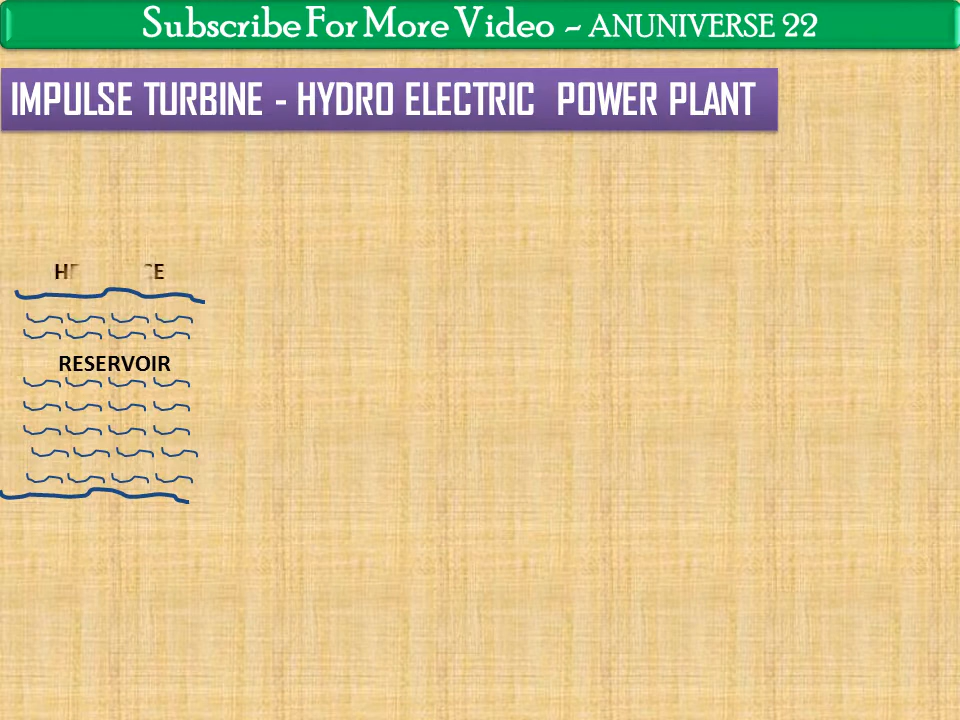 Subscribe For More Video - ANUNIVERSE 22
IMPULSE TURBINE - HYDRO ELECTRIC POWER PLANT
RESERVOIR